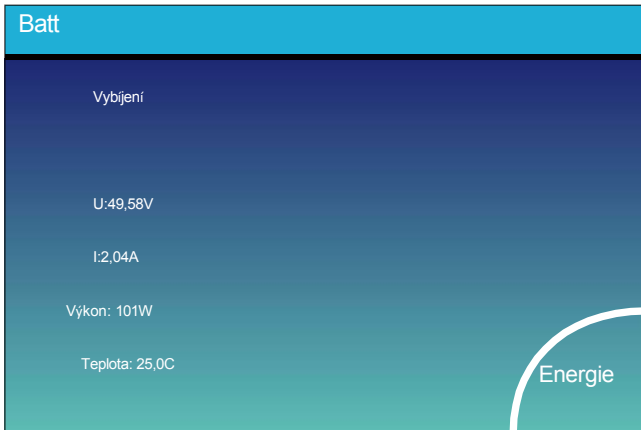 Batt
Vybíjení
U:49,58V
I:2,04A
Výkon: 101W
Teplota: 25,0C
Energie